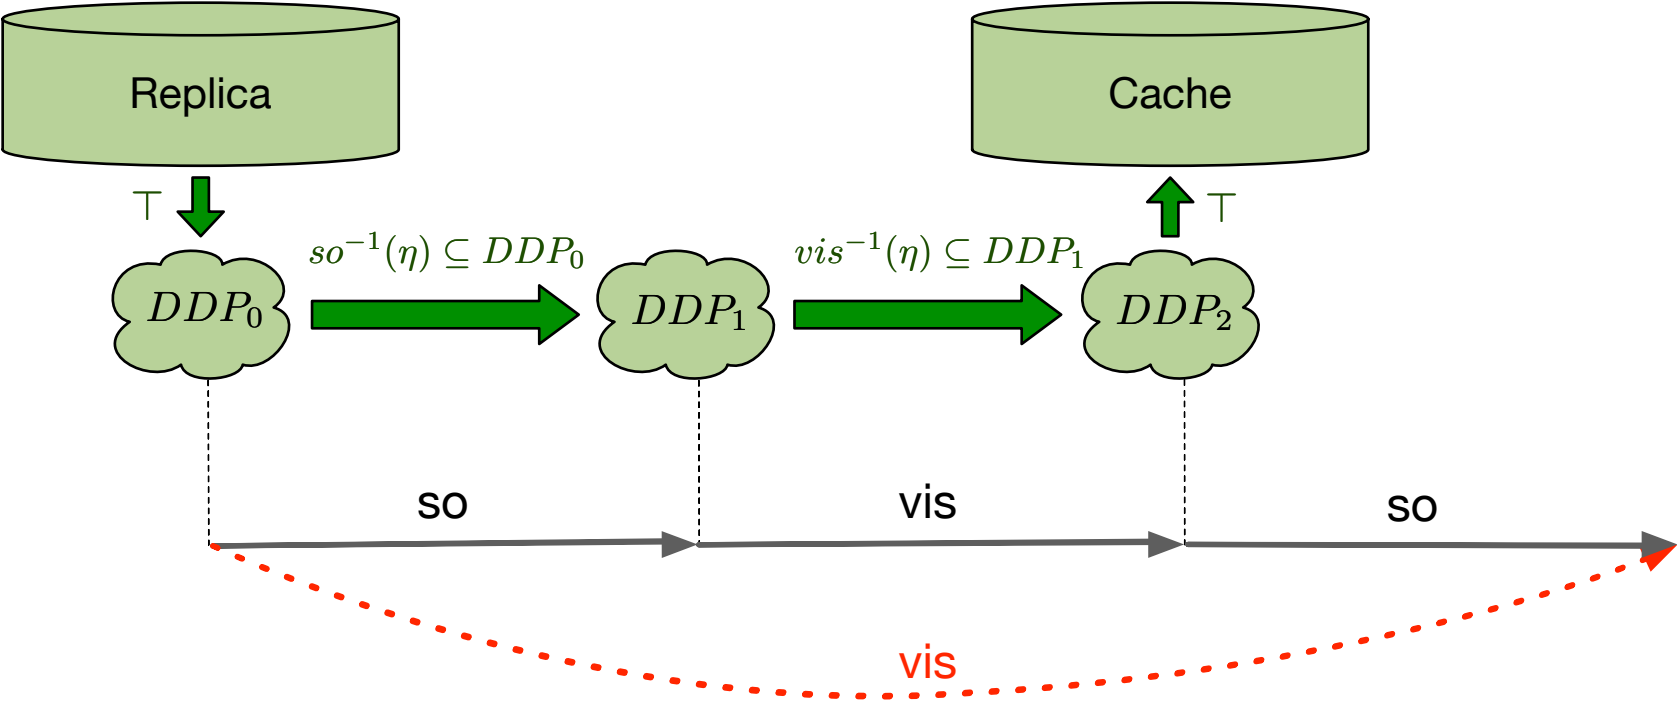 Replica
Cache
⊤
⊤
so⁻¹(η) ⊆ DDP₀
vis⁻¹(η) ⊆ DDP₁
DDP₀
DDP₁
DDP₂
so
vis
so
vis